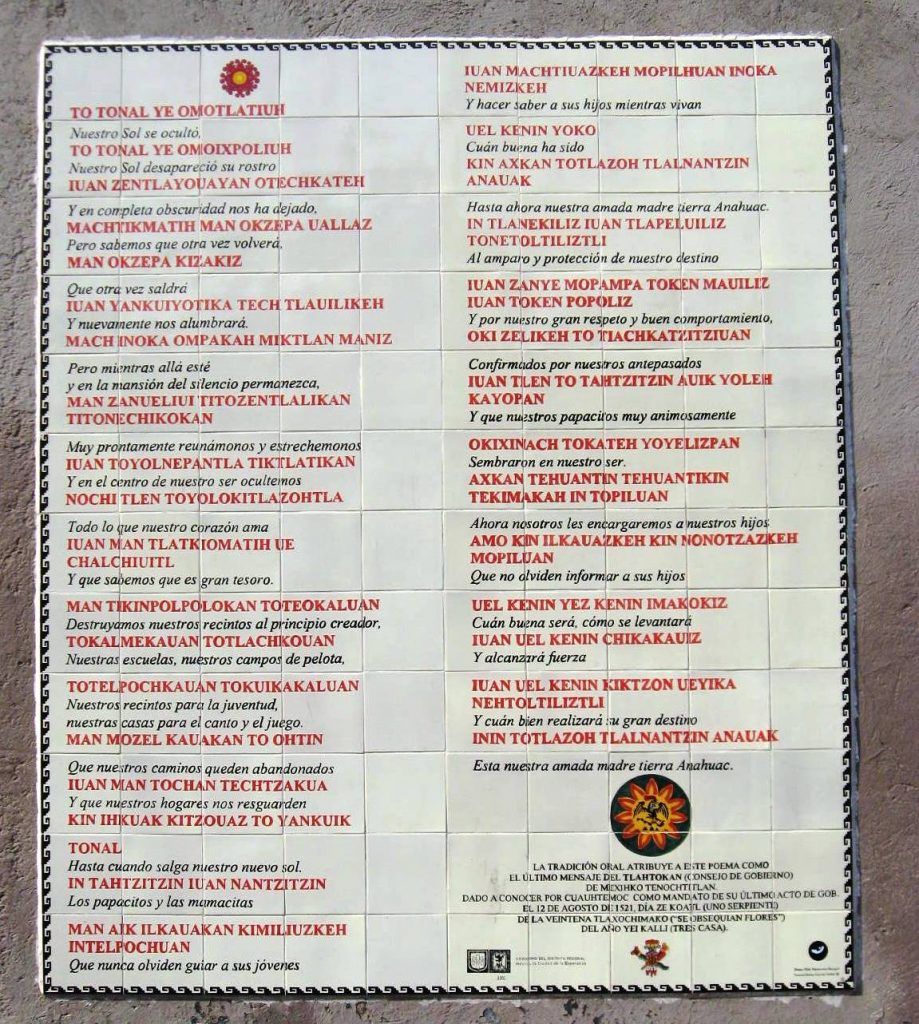 TO TONAL YE OMOTLATIUH
Nuestro Sol se ocultó,
TO TONAL YE OMOIXPOLIUH
Nuestro Sol desapareció su rostro
IUAN ZENTLAYOUAYAN OTECHKATEH
Y en completa obscuridad nos ha dejado,
MACHTIKMATIH MAN OKZEPA UALLAZ
Pero sabemos que otra vez volverá,
MAN OKZEPA KIZAKIZ
Que otra vez saldrá
IUAN YANKUIYOTIKA TECH TLAUILIKEH
Y nuevamente nos alumbrará.
MACH INOKA OMPAKAH MIKTLAN MANIZ
Pero mientras allá esté
y en la mansión del silencio permanezca,
MAN ZANUELIUI TITOZENTLALIKAN
TITONECHIKOKAN
Muy prontamente reunámonos y estrechemonos
IUAN TOYOLNEPANTLA TIKTLATIKAN
Y en el centro de nuestro ser ocultemos
NOCHI TLEN TOYOLOKITLAZOHTLA
Todo lo que nuestro corazón ama
IUAN MAN TLATKIOMATIH UE
CHALCHIUITL
Y que sabemos que es gran tesoro.
MAN TIKINPOLPOLOKAN TOTEOKALUAN
Destruyamos nuestros recintos al principio creador,
TOKALMEKAUAN TOTLACHKOUAN
Nuestras escuelas, nuestros campos de pelota,
TOTELPOCHKAUAN TOKUIKAKALUAN
Nuestros recintos para la juventud,
nuestras casas para el canto y el juego.
MAN MOZEL KAUAKAN TO OHTIN
Que nuestros caminos queden abandonados
IUAN MAN TOCHAN TECHTZAKUA
Y que nuestros hogares nos resguarden
KIN IHKUAK KITZOUAZ TO YANKUIK
TONAL
Hasta cuando salga nuestro nuevo sol.
IN TAHTZITZIN IUAN NANTZITZIN
Los papacitos y las mamacitas
MAN AIK ILKAUAKAN KIMILIUZKEH
INTELPOCHUAN
Que nunca olviden guiar a sus jóvenes
IUAN MACHTIUAZKEH MOPILHUAN INOKA
NEMIZKEH
Y hacer saber a sus hijos mientras vivan
UEL KENIN YOKO
Cuán buena ha sido
KIN AXKAN TOTLAZOH TLALNANTZIN
ANAUAK
Hasta ahora nuestra amada madre tierra Anahuac.
IN TLANEKILIZ IUAN TLAPELUILIZ
TONETOLTILIZTLI
Al amparo y protección de nuestro destino
IUAN ZANYE MOPAMPA TOKEN MAUILIZ
IUAN TOKEN POPOLIZ
Y por nuestro gran respeto y buen comportamiento,
OKI ZELIKEH TO TIACHKATZITZIUAN
Confirmados por nuestros antepasados
IUAN TLEN TO TAHTZITZIN AUIK YOLEH
KAYOPAN
Y que nuestros papacitos muy animosamente
OKIXINACH TOKATEH YOYELIZPAN
Sembraron en nuestro ser.
AXKAN TEHUANTIN TEHUANTIKIN
TEKIMAKAH IN TOPILUAN
Ahora nosotros les encargaremos a nuestros hijos
AMO KIN ILKAUAZKEH KIN NONOTZAZKEH
MOPILUAN
Que no olviden informar a sus hijos
UEL KENIN YEZ KENIN IMAKOKIZ
Cuán buena será, cómo se levantará
IUAN UEL KENIN CHIKAKAUIZ
Y alcanzará fuerza
IUAN UEL KENIN KIKTZON UEYIKA
NEHTOLTILIZTLI
Y cuán bien realizará su gran destino
ININ TOTLAZOH TLALNANTZIN ANAUAK
Esta nuestra amada madre tierra Anahuac.
LA TRADICIÓN ORAL ATRIBUYE A ESTE POEMA COMO
EL ÚLTIMO MENSAJE DEL TLAHTOKAN (CONSEJO DE GOBIERNO)
DE MEXIHKO TENOCHTITLAN.
DADO A CONOCER POR CUAUHTEMOC COMO MANDATO DE SU ÚLTIMO ACTO DE GOB.
EL 12 DE AGOSTO DE 1521, DÍA ZE KOATL (UNO SERPIENTE)
DE LA VEINTENA TLAXOCHIMAKO ("SE OBSEQUIAN FLORES")
DEL AÑO YEI KALLI (TRES CASA).